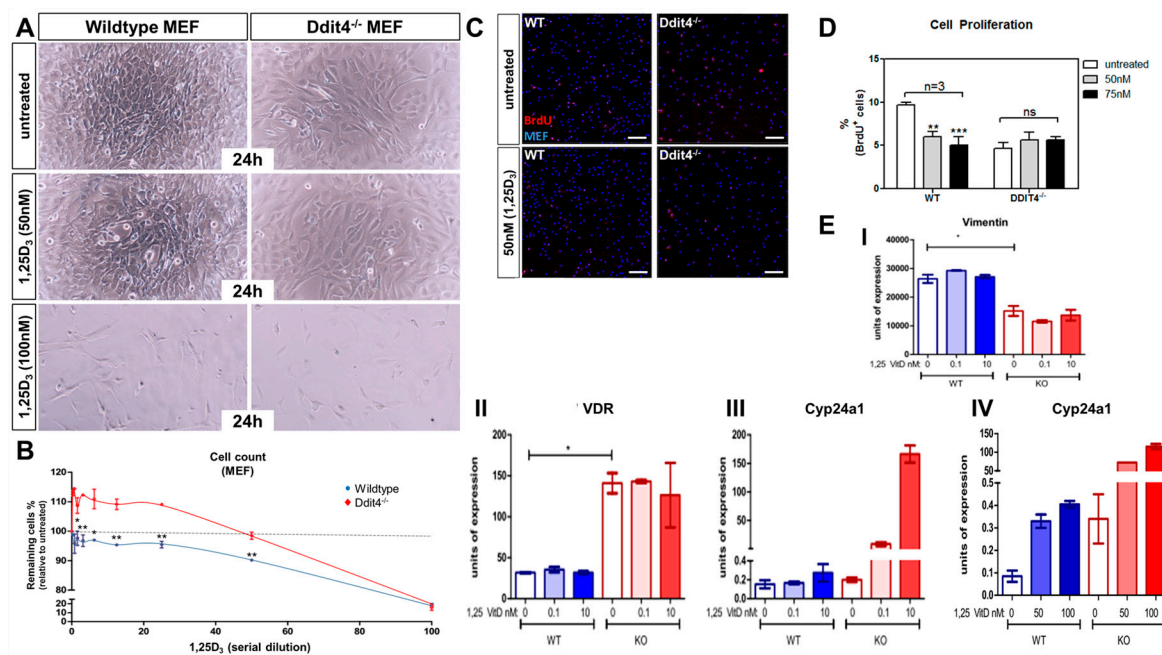 A
Wildtype MEF
Ddit4-/- MEF
untreated
24h
24h
1,25D3 (50nM)
24h
24h
1,25D3 (100nM)
24h
24h
B
Cell count
(MEF)
Remaining cells %
(relative to untreated)
120
110
100
90
80
20
10
0
Wildtype
Ddit4-/-
*
**
*
**
**
**
0
20
40
60
80
100
1,25D3 (serial dilution)
C
WT
Ddit4-/-
untreated
BrdU
MEF
WT
Ddit4-/-
50nM (1,25D3)
D
Cell Proliferation
%
(BrdU+ cells)
15
10
5
0
n=3
**
***
ns
untreated
50nM
75nM
WT
DDIT4-/-
E
I
Vimentin
units of expression
40000
30000
20000
10000
0
*
1,25 VitD nM:
0
0.1
10
0
0.1
10
WT
KO
II
VDR
units of expression
200
150
100
50
0
*
1,25 VitD nM:
0
0.1
10
0
0.1
10
WT
KO
III
Cyp24a1
units of expression
200
150
100
50
0.4
0.2
0.0
1,25 VitD nM:
0
0.1
10
0
0.1
10
WT
KO
IV
Cyp24a1
units of expression
150
100
50
0.4
0.3
0.2
0.1
0.0
1,25 VitD nM:
0
50
100
0
50
100
WT
KO